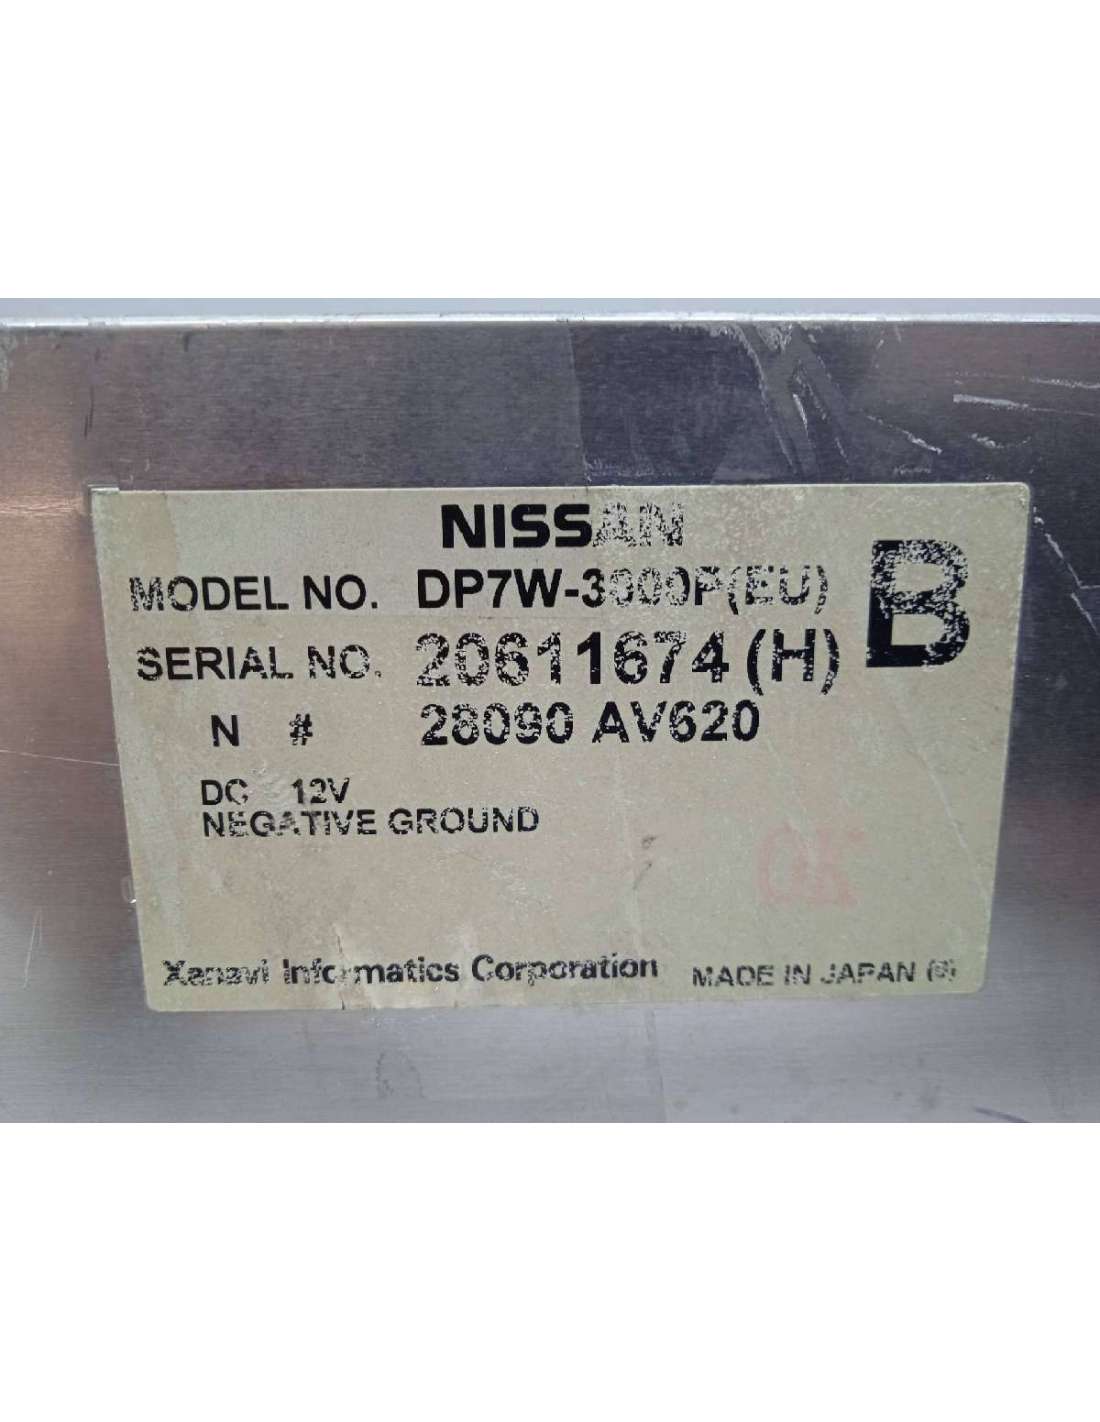 NISSAN
B
MODEL NO. DP7W-3000P(EU)
SERIAL NO. 20611674 (H)
N # 28090 AV620
DC 12V
NEGATIVE GROUND
Xanavi Informatics Corporation MADE IN JAPAN